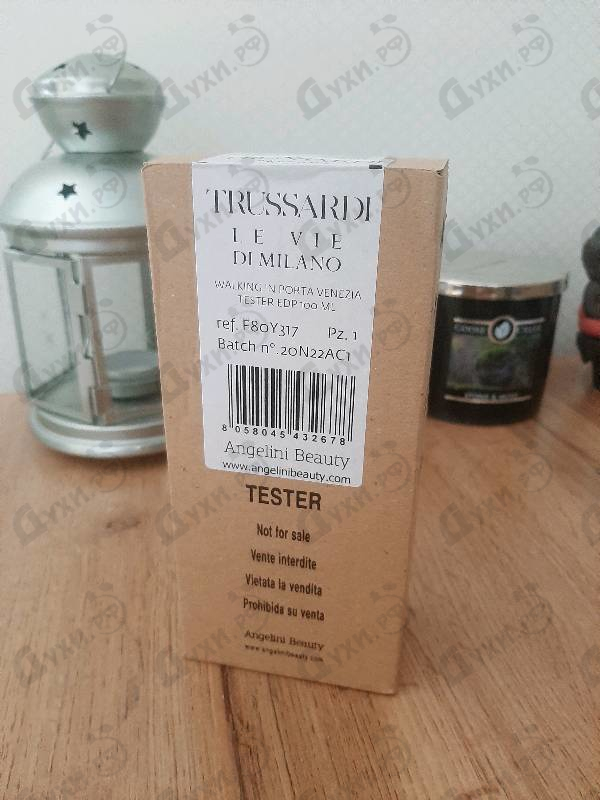 TRUSSARDI
LE VIE
DI MILANO
WALKING IN PORTA VENEZIA
TESTER EDP 100 ML
ref. F80Y317 Pz. 1
Batch n°. 20N22AC1
8 058045 432678
Angelini Beauty
www.angelinibeauty.com
TESTER
Not for sale
Vente interdite
Vietata la vendita
Prohibida su venta
Angelini Beauty
www.angelinibeauty.com
Духи.РФ